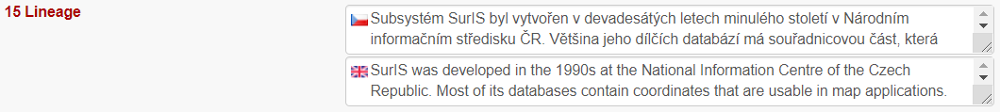 15 Lineage
Subsystém SurIS byl vytvořen v devadesátých letech minulého století v Národním
informačním středisku ČR. Většina jeho dílčích databází má souřadnicovou část, která
SurIS was developed in the 1990s at the National Information Centre of the Czech
Republic. Most of its databases contain coordinates that are usable in map applications.